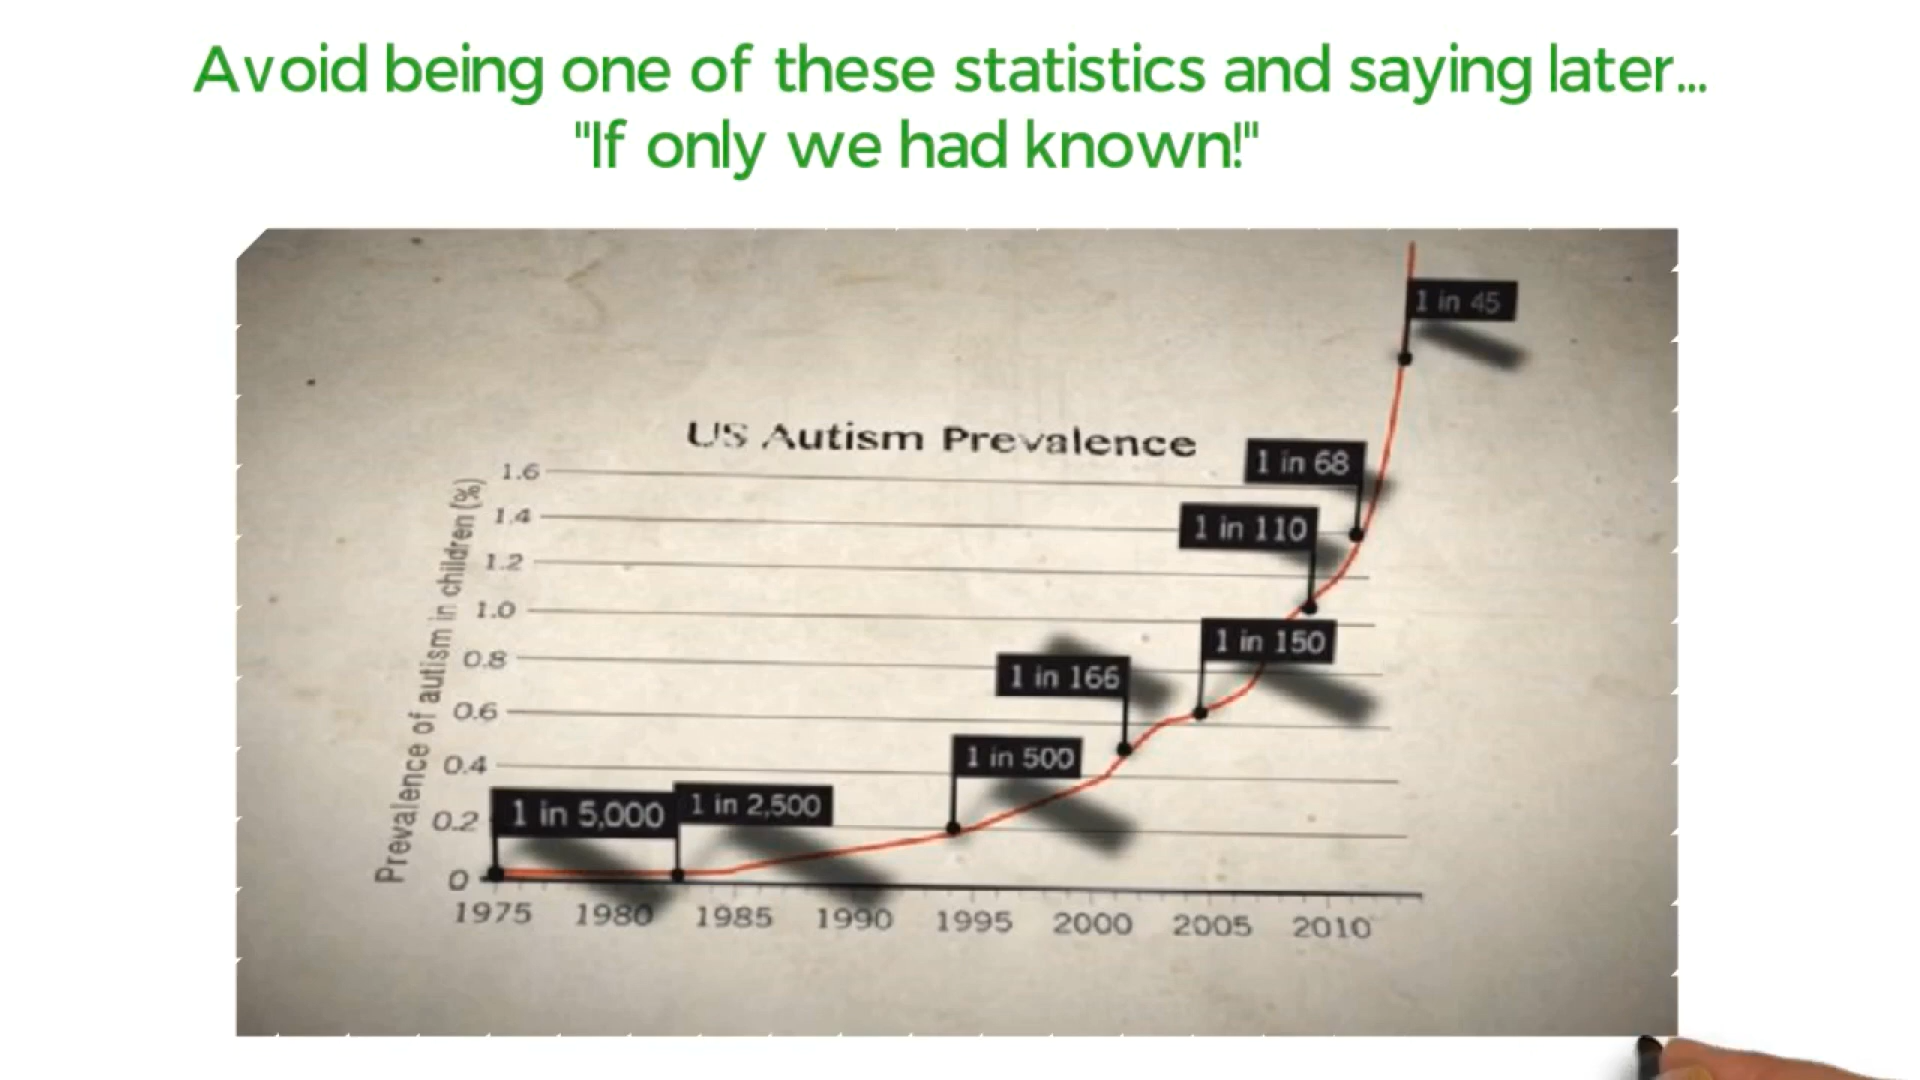 Avoid being one of these statistics and saying later...
"If only we had known!"
1 in 45
US Autism Prevalence
1 in 68
1.6
1.4
1 in 110
1.2
1.0
1 in 150
0.8
1 in 166
0.6
1 in 500
0.4
1 in 5,000
1 in 2,500
0.2
0
Prevalence of autism in children (%)
1975 1980 1985 1990 1995 2000 2005 2010